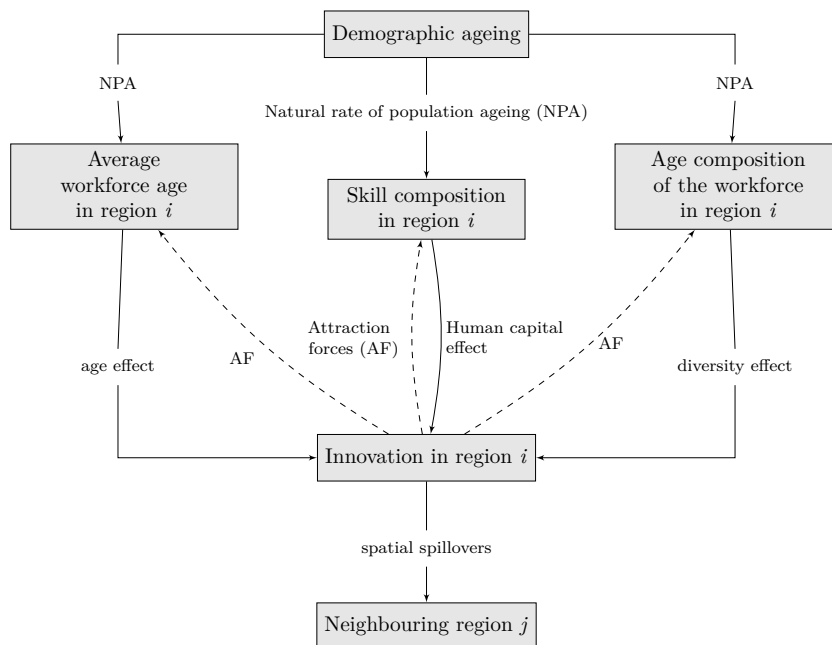 Demographic ageing
NPA
NPA
Natural rate of population ageing (NPA)
Average
workforce age
in region i
Skill composition
in region i
Age composition
of the workforce
in region i
Attraction
forces (AF)
Human capital
effect
age effect
AF
AF
diversity effect
Innovation in region i
spatial spillovers
Neighbouring region j